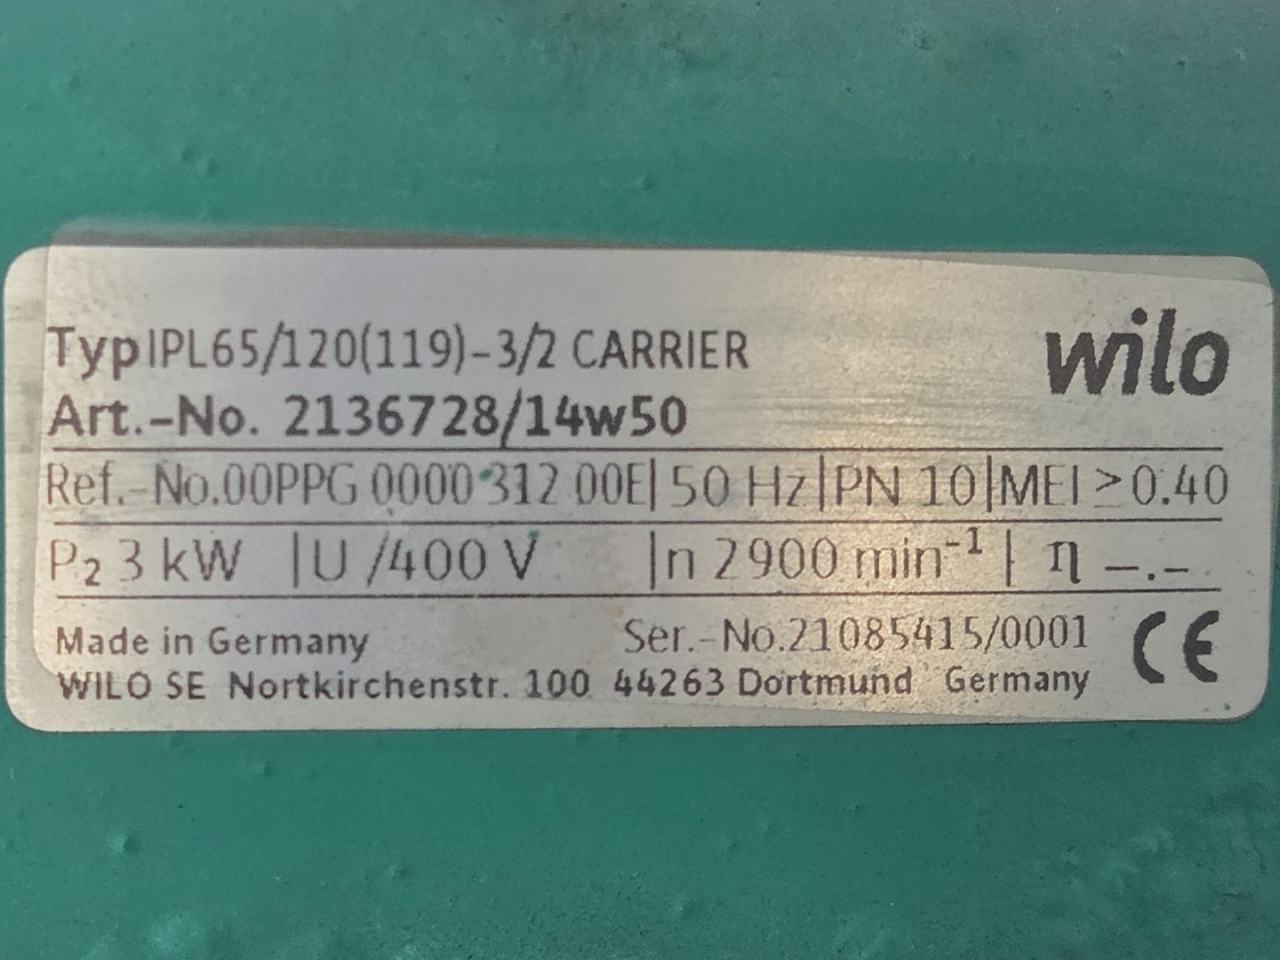 Typ IPL65/120(119)-3/2 CARRIER
wilo
Art.-No. 2136728/14w50
Ref.-No.00PPG 0000 312 00E| 50 Hz|PN 10|MEI ≥ 0.40
P₂ 3 kW |U /400 V |n 2900 min⁻¹ | η –.–
Made in Germany Ser.-No.21085415/0001 CE
WILO SE Nortkirchenstr. 100 44263 Dortmund Germany